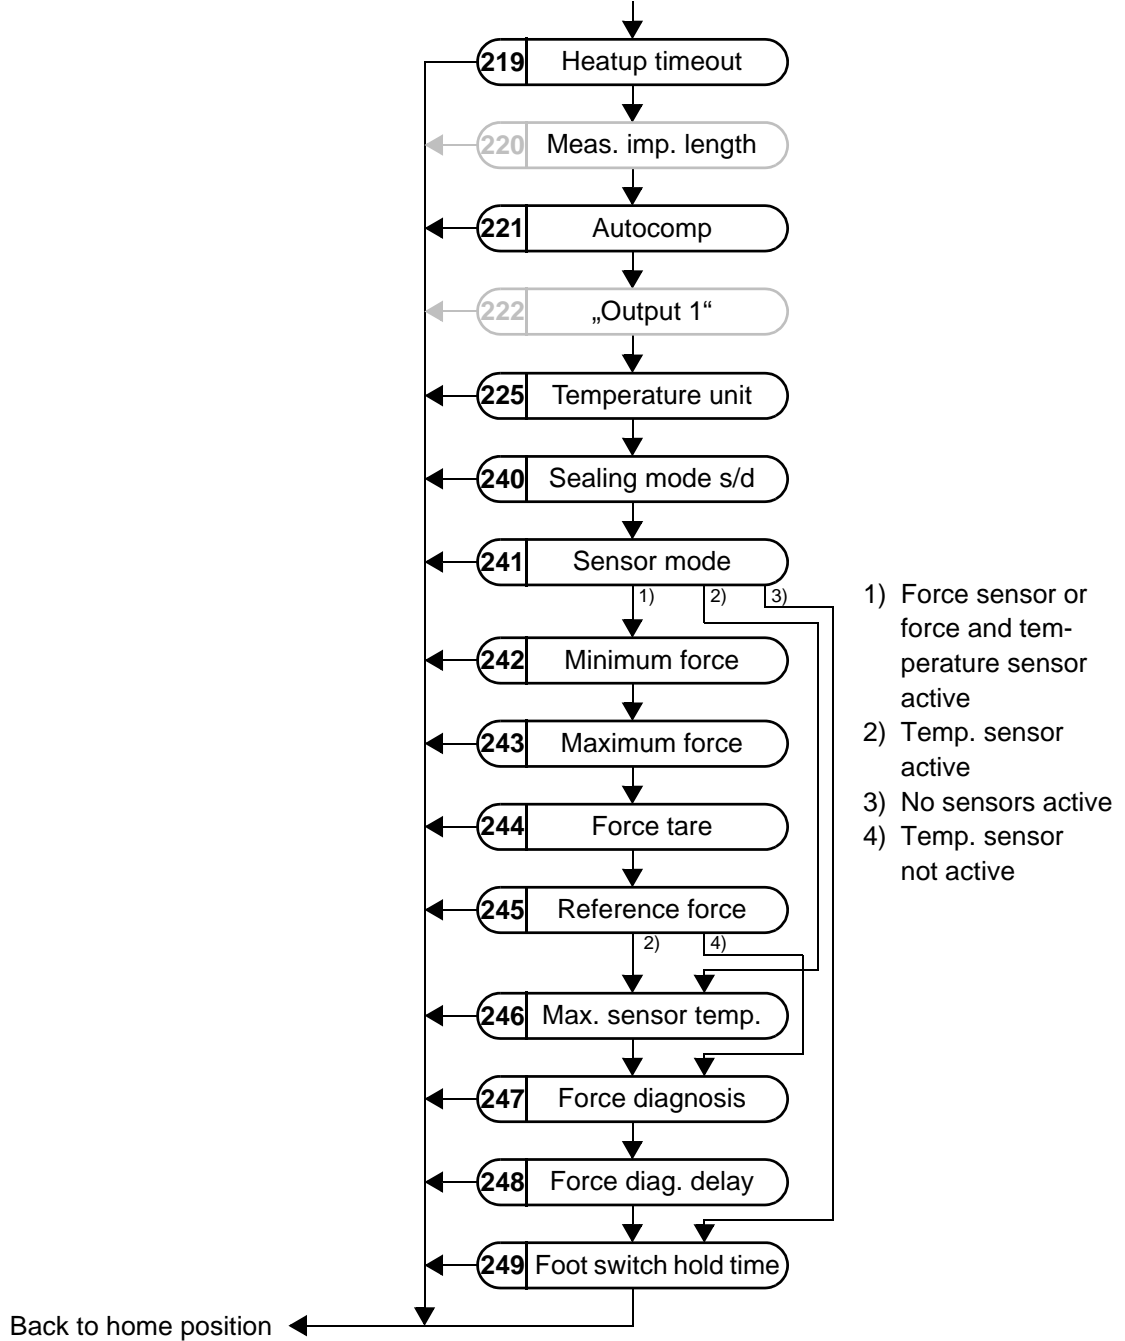 219 Heatup timeout
220 Meas. imp. length
221 Autocomp
222 „Output 1“
225 Temperature unit
240 Sealing mode s/d
241 Sensor mode
1) 2) 3)
242 Minimum force
243 Maximum force
244 Force tare
245 Reference force
2) 4)
246 Max. sensor temp.
247 Force diagnosis
248 Force diag. delay
249 Foot switch hold time
Back to home position
1) Force sensor or
force and tem-
perature sensor
active
2) Temp. sensor
active
3) No sensors active
4) Temp. sensor
not active